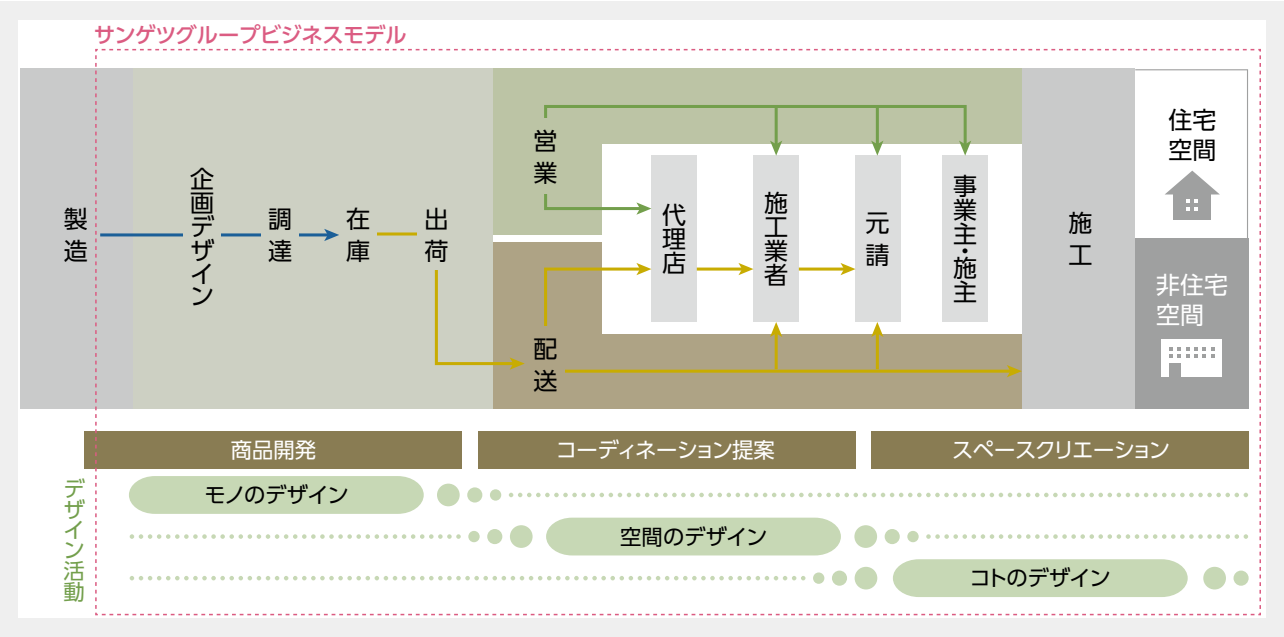 サンゲツグループビジネスモデル
製造
企画デザイン
調達
在庫
出荷
営業
配送
代理店
施工業者
元請
事業主・施主
施工
住宅
空間
非住宅
空間
商品開発
コーディネーション提案
スペースクリエーション
デザイン活動
モノのデザイン
空間のデザイン
コトのデザイン